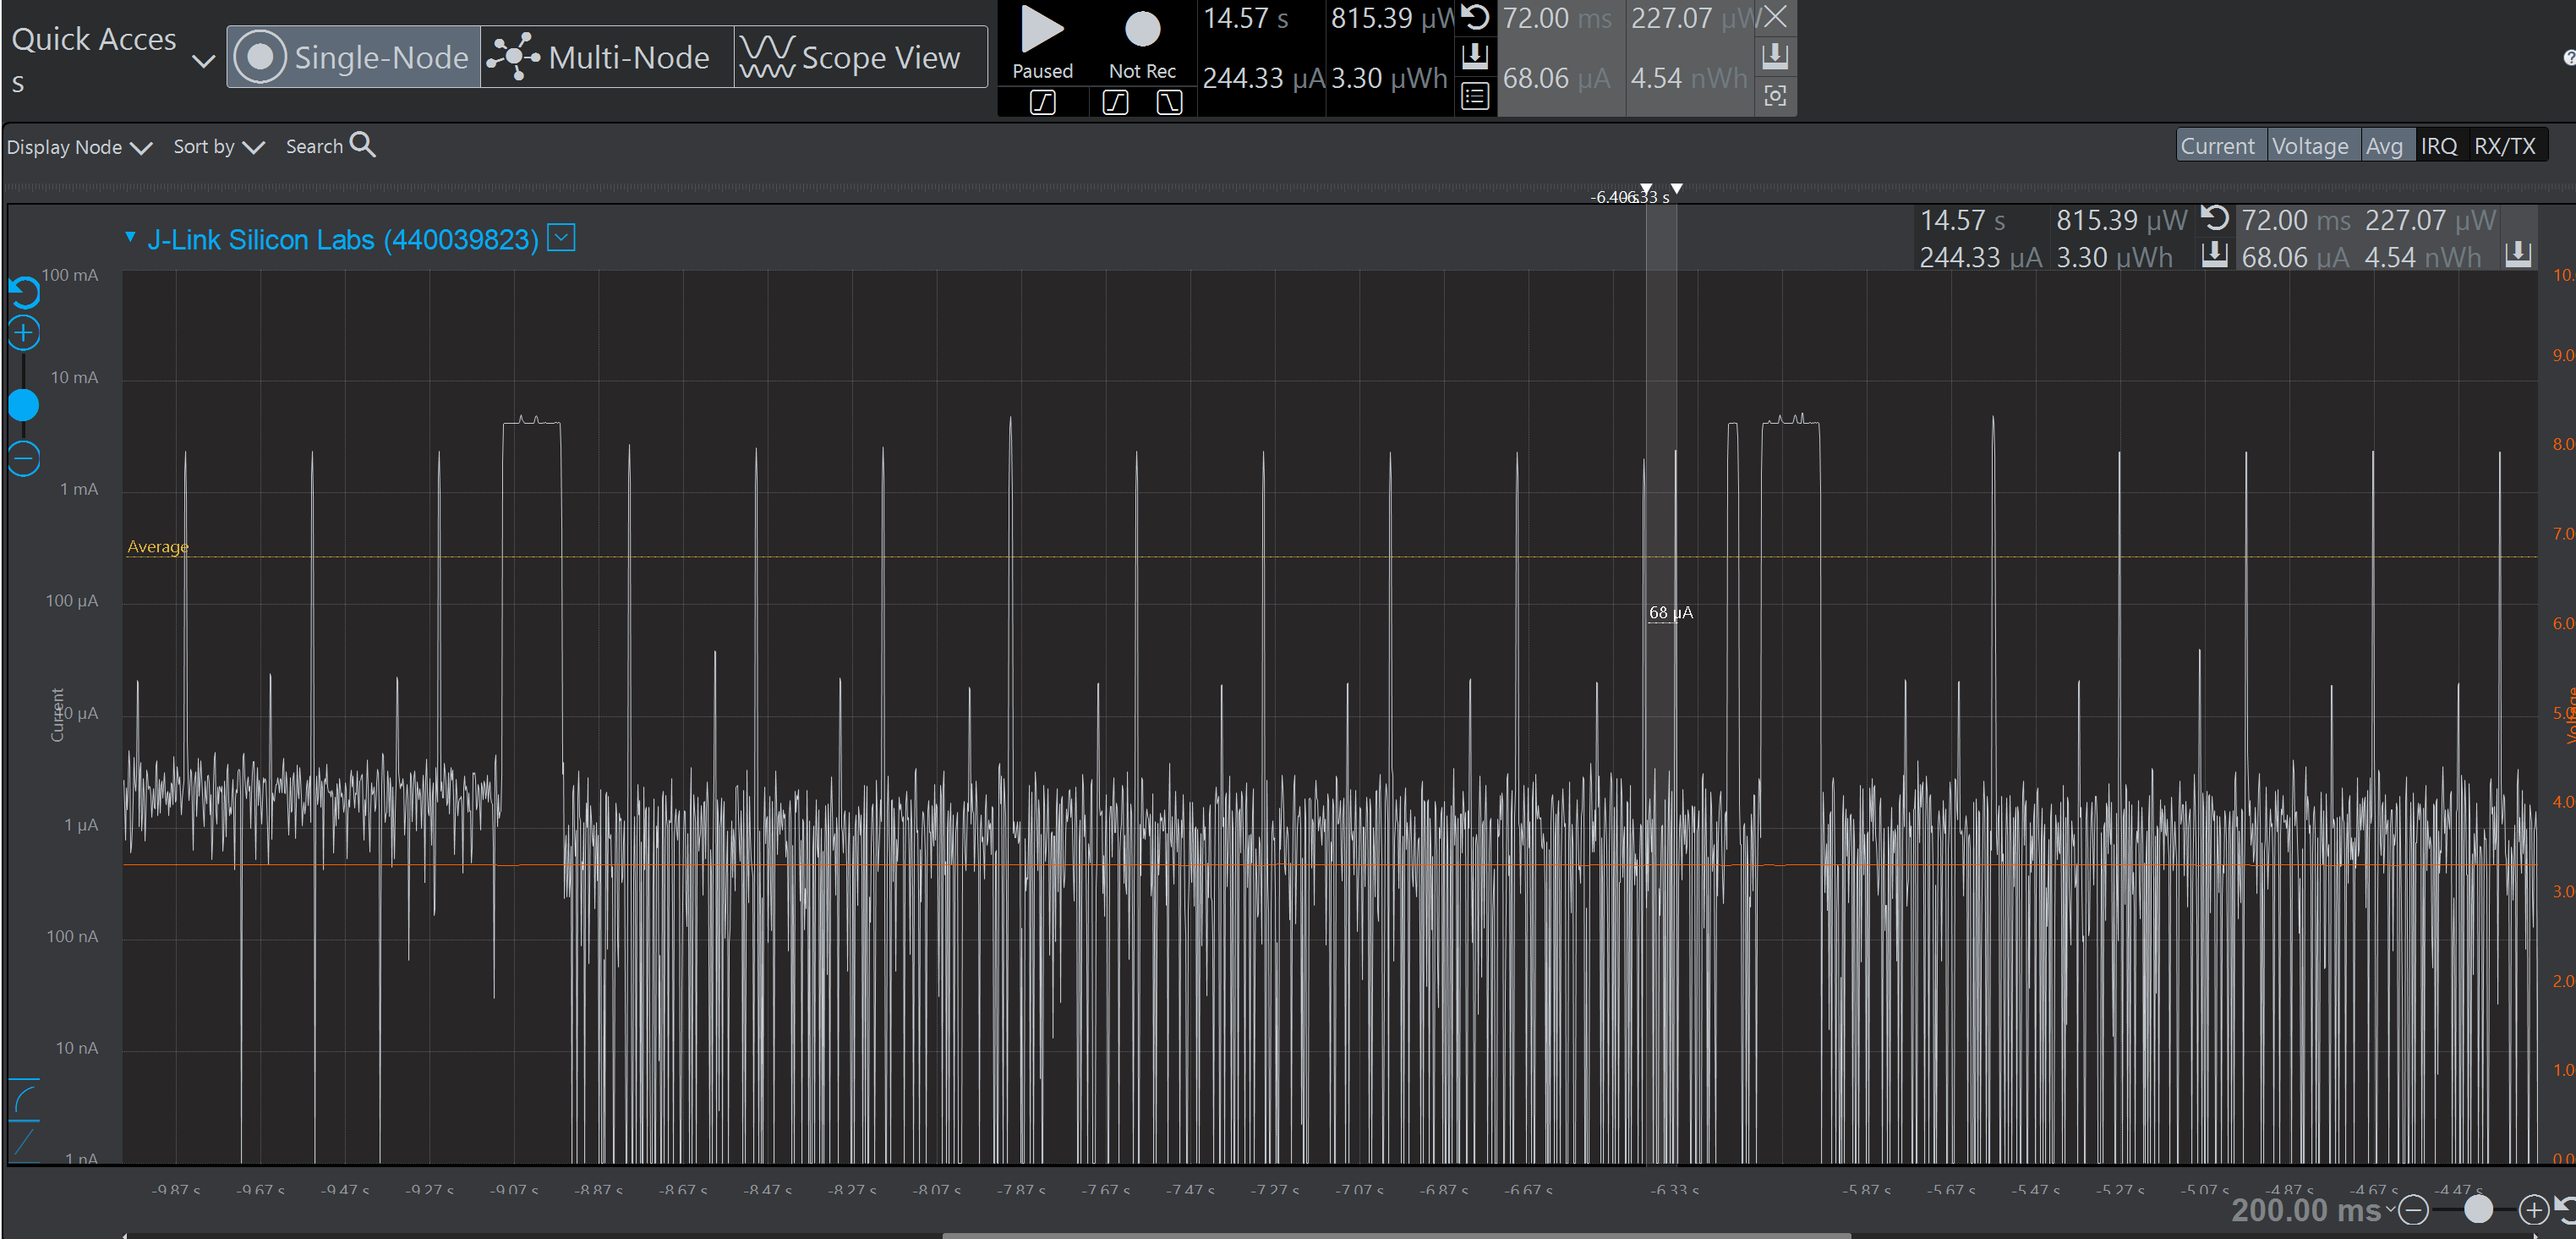 Quick Acces
s
Single-Node
Multi-Node
Scope View
Paused
Not Rec
14.57 s
815.39 µW
244.33 µA
3.30 µWh
72.00 ms
227.07 µW
68.06 µA
4.54 nWh
Display Node
Sort by
Search
Current
Voltage
Avg
IRQ
RX/TX
J-Link Silicon Labs (440039823)
14.57 s 815.39 µW
244.33 µA 3.30 µWh
72.00 ms 227.07 µW
68.06 µA 4.54 nWh
100 mA
10 mA
1 mA
100 µA
10 µA
1 µA
100 nA
10 nA
1 nA
Current
Average
68 µA
10.
9.0
8.0
7.0
6.0
5.0
4.0
3.0
2.0
1.0
0.0
Voltage
-9.87 s -9.67 s -9.47 s -9.27 s -9.07 s -8.87 s -8.67 s -8.47 s -8.27 s -8.07 s -7.87 s -7.67 s -7.47 s -7.27 s -7.07 s -6.87 s -6.67 s -6.33 s -5.87 s -5.67 s -5.47 s -5.27 s -5.07 s -4.87 s -4.67 s -4.47 s
200.00 ms